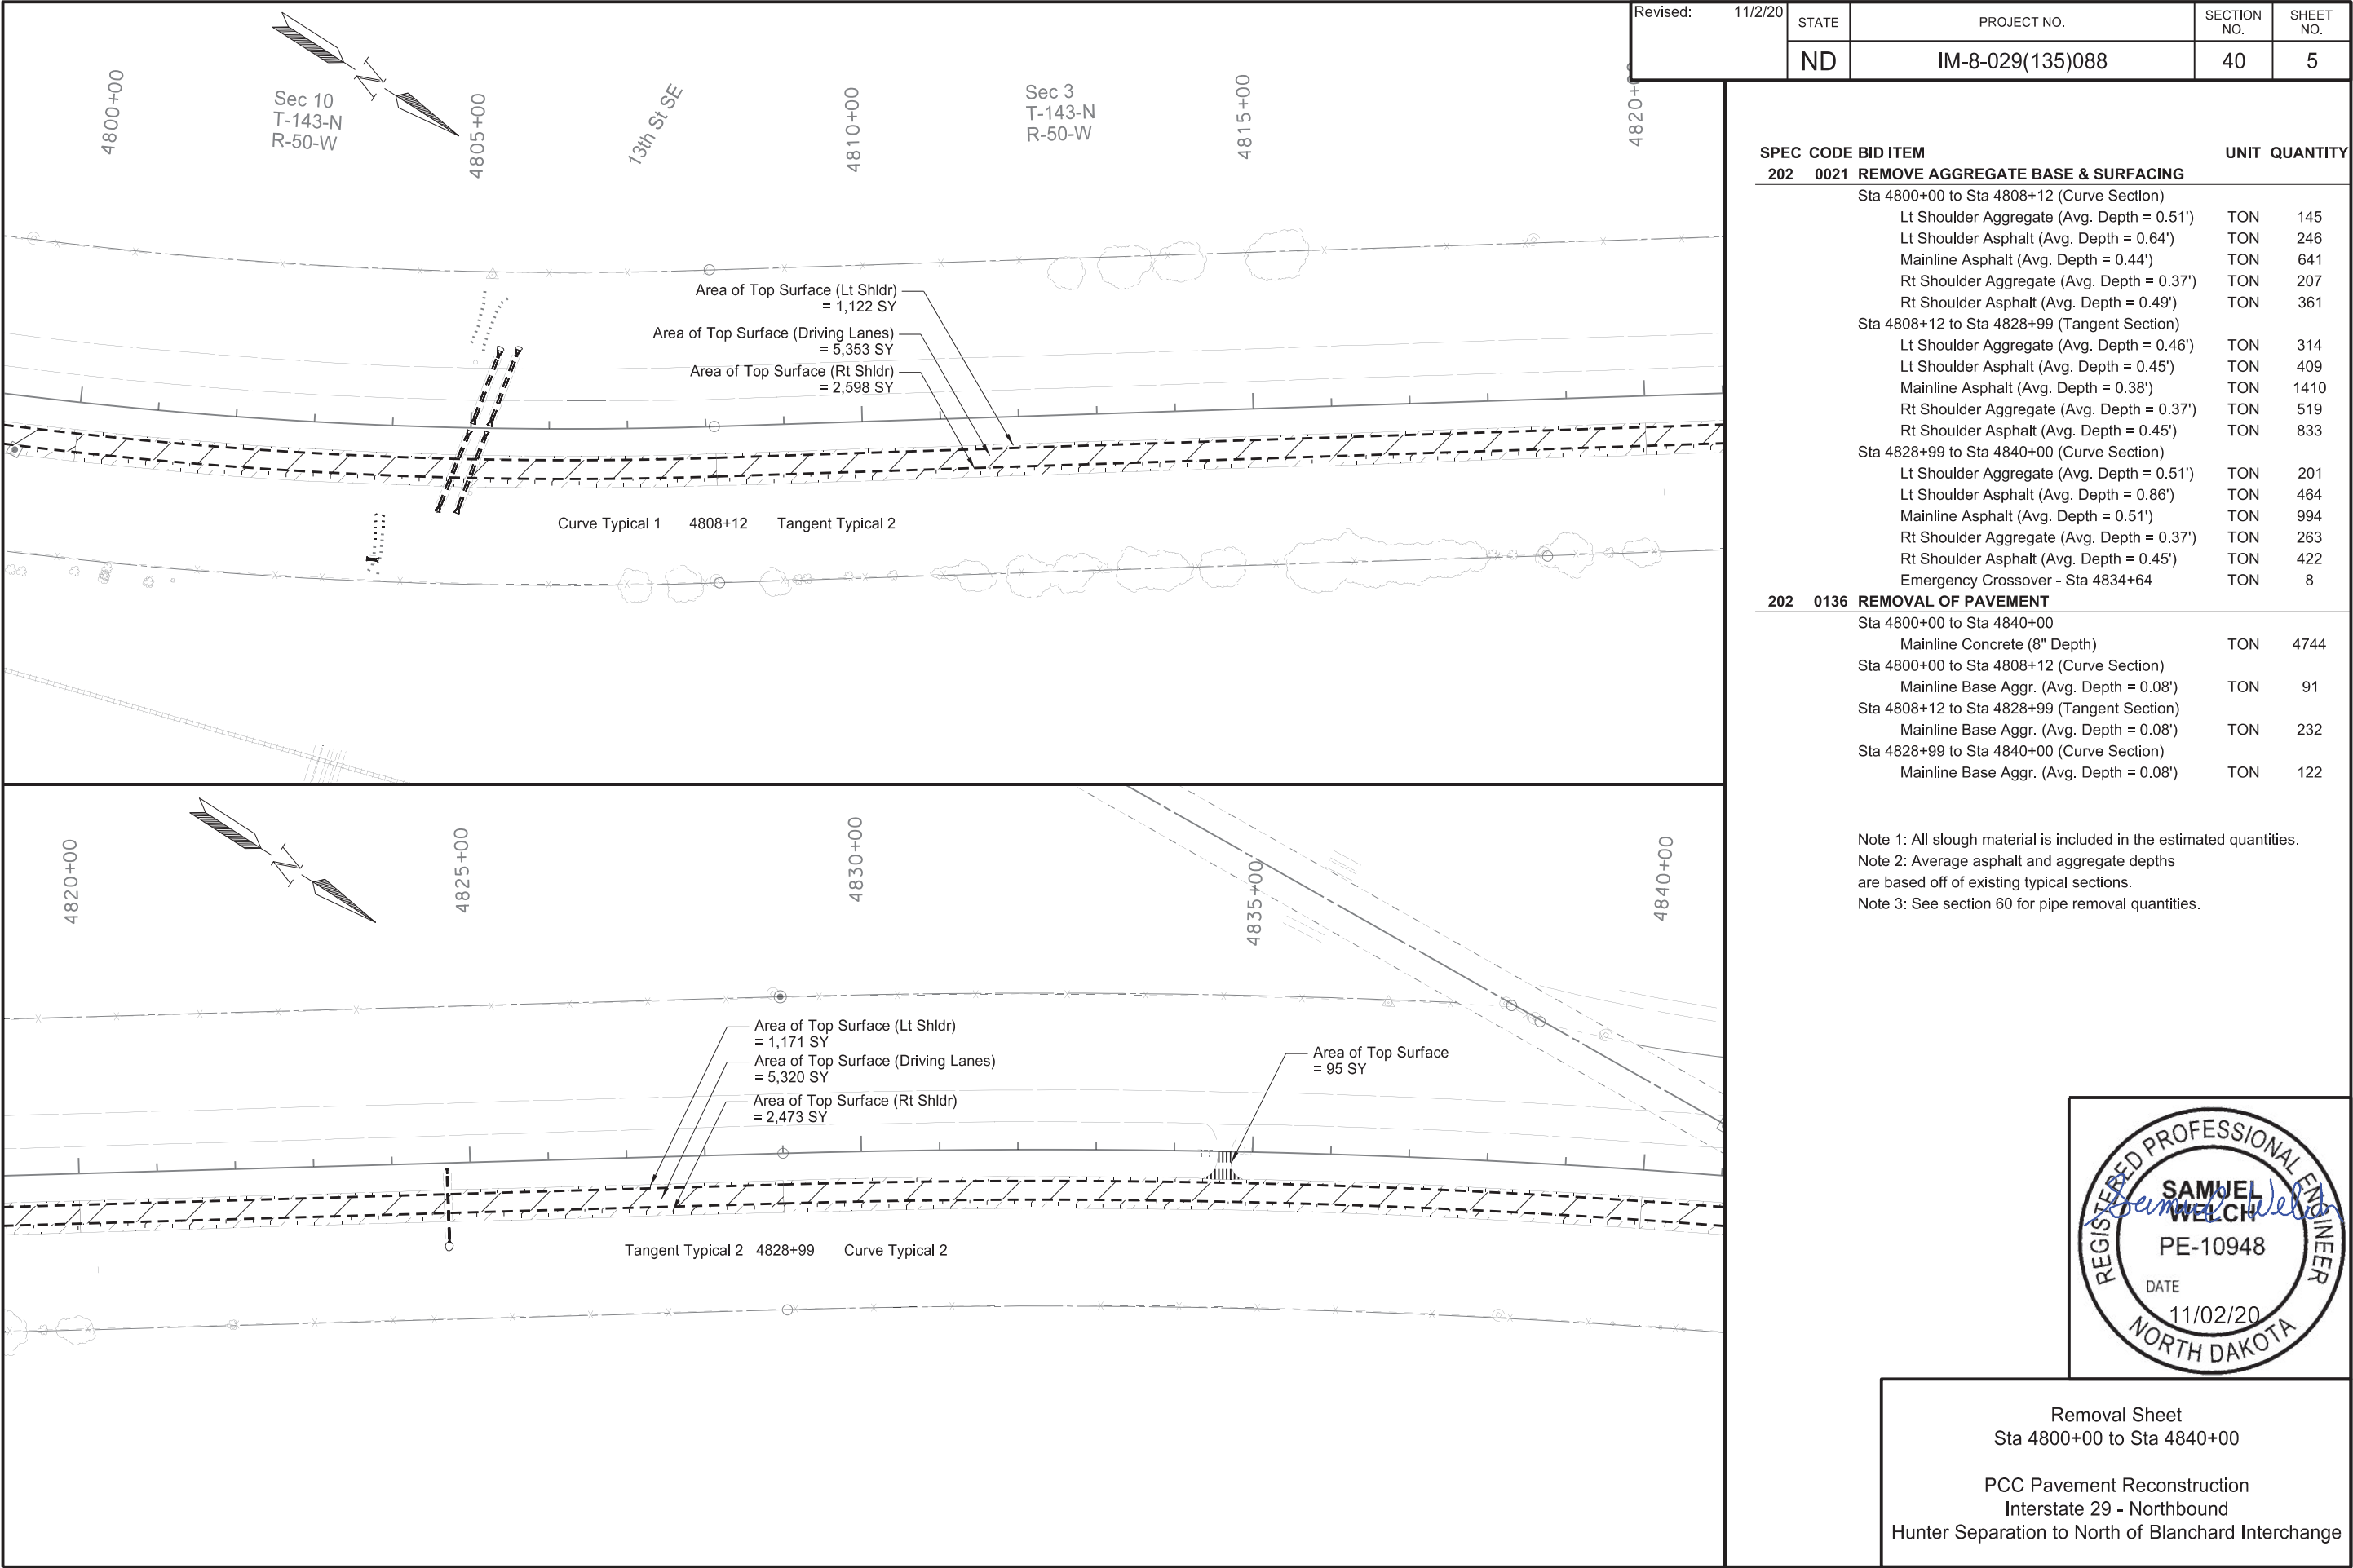 Revised: 11/2/20
STATE PROJECT NO. SECTION NO. SHEET NO.
ND IM-8-029(135)088 40 5
4800+00
Sec 10
T-143-N
R-50-W
N
4805+00
13th St SE
4810+00
Sec 3
T-143-N
R-50-W
4815+00
Area of Top Surface (Lt Shldr)
= 1,122 SY
Area of Top Surface (Driving Lanes)
= 5,353 SY
Area of Top Surface (Rt Shldr)
= 2,598 SY
Curve Typical 1 4808+12 Tangent Typical 2
4820+00
N
4825+00
4830+00
4835+00
4840+00
Area of Top Surface (Lt Shldr)
= 1,171 SY
Area of Top Surface (Driving Lanes)
= 5,320 SY
Area of Top Surface (Rt Shldr)
= 2,473 SY
Area of Top Surface
= 95 SY
Tangent Typical 2 4828+99 Curve Typical 2
SPEC CODE BID ITEM UNIT QUANTITY
202 0021 REMOVE AGGREGATE BASE & SURFACING
Sta 4800+00 to Sta 4808+12 (Curve Section)
Lt Shoulder Aggregate (Avg. Depth = 0.51') TON 145
Lt Shoulder Asphalt (Avg. Depth = 0.64') TON 246
Mainline Asphalt (Avg. Depth = 0.44') TON 641
Rt Shoulder Aggregate (Avg. Depth = 0.37') TON 207
Rt Shoulder Asphalt (Avg. Depth = 0.49') TON 361
Sta 4808+12 to Sta 4828+99 (Tangent Section)
Lt Shoulder Aggregate (Avg. Depth = 0.46') TON 314
Lt Shoulder Asphalt (Avg. Depth = 0.45') TON 409
Mainline Asphalt (Avg. Depth = 0.38') TON 1410
Rt Shoulder Aggregate (Avg. Depth = 0.37') TON 519
Rt Shoulder Asphalt (Avg. Depth = 0.45') TON 833
Sta 4828+99 to Sta 4840+00 (Curve Section)
Lt Shoulder Aggregate (Avg. Depth = 0.51') TON 201
Lt Shoulder Asphalt (Avg. Depth = 0.86') TON 464
Mainline Asphalt (Avg. Depth = 0.51') TON 994
Rt Shoulder Aggregate (Avg. Depth = 0.37') TON 263
Rt Shoulder Asphalt (Avg. Depth = 0.45') TON 422
Emergency Crossover - Sta 4834+64 TON 8
202 0136 REMOVAL OF PAVEMENT
Sta 4800+00 to Sta 4840+00
Mainline Concrete (8" Depth) TON 4744
Sta 4800+00 to Sta 4808+12 (Curve Section)
Mainline Base Aggr. (Avg. Depth = 0.08') TON 91
Sta 4808+12 to Sta 4828+99 (Tangent Section)
Mainline Base Aggr. (Avg. Depth = 0.08') TON 232
Sta 4828+99 to Sta 4840+00 (Curve Section)
Mainline Base Aggr. (Avg. Depth = 0.08') TON 122
Note 1: All slough material is included in the estimated quantities.
Note 2: Average asphalt and aggregate depths
are based off of existing typical sections.
Note 3: See section 60 for pipe removal quantities.
REGISTERED PROFESSIONAL ENGINEER
SAMUEL
WELCH
Samuel Welch
PE-10948
DATE
11/02/20
NORTH DAKOTA
Removal Sheet
Sta 4800+00 to Sta 4840+00
PCC Pavement Reconstruction
Interstate 29 - Northbound
Hunter Separation to North of Blanchard Interchange